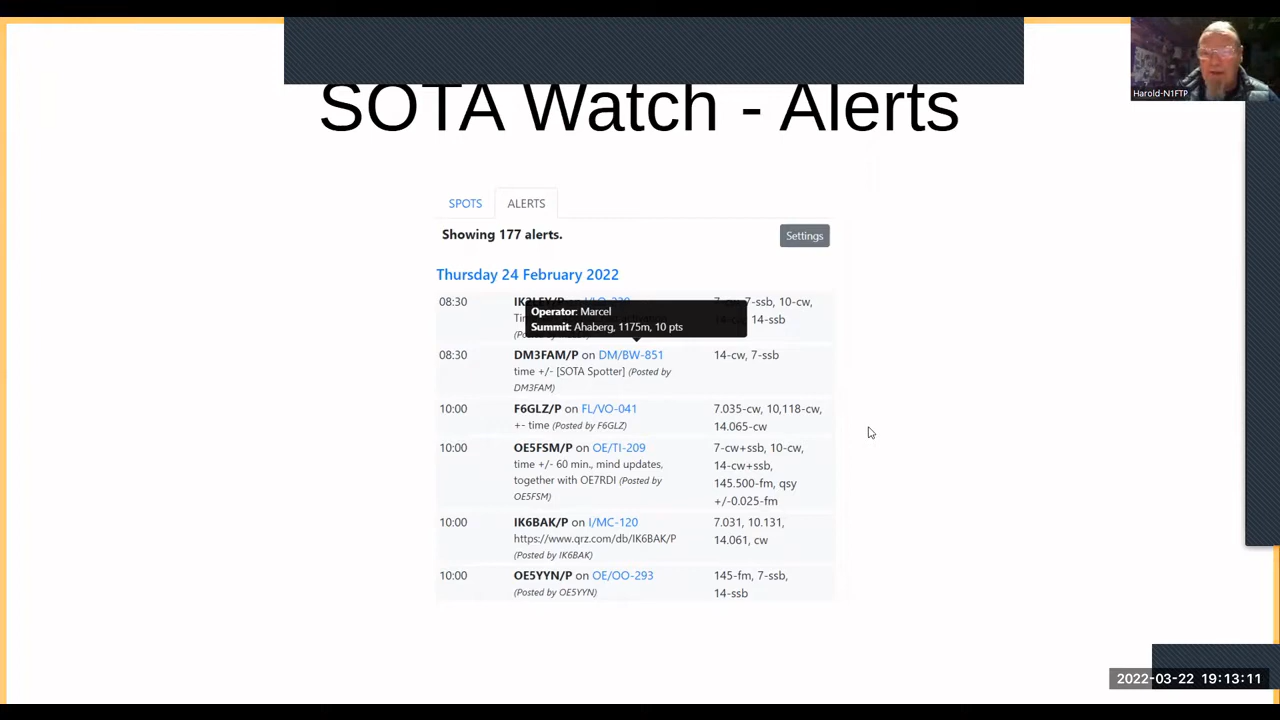 Harold-N1FTP
SOTA Watch - Alerts
SPOTS ALERTS
Showing 177 alerts.
Settings
Thursday 24 February 2022
08:30
Operator: Marcel
Summit: Ahaberg, 1175m, 10 pts
7-ssb, 10-cw,
14-ssb
08:30 DM3FAM/P on DM/BW-851 14-cw, 7-ssb
time +/- [SOTA Spotter] (Posted by
DM3FAM)
10:00 F6GLZ/P on FL/VO-041 7.035-cw, 10,118-cw,
+- time (Posted by F6GLZ) 14.065-cw
10:00 OE5FSM/P on OE/TI-209 7-cw+ssb, 10-cw,
time +/- 60 min., mind updates, 14-cw+ssb,
together with OE7RDI (Posted by 145.500-fm, qsy
OE5FSM) +/-0.025-fm
10:00 IK6BAK/P on I/MC-120 7.031, 10.131,
https://www.qrz.com/db/IK6BAK/P 14.061, cw
(Posted by IK6BAK)
10:00 OE5YYN/P on OE/OO-293 145-fm, 7-ssb,
(Posted by OE5YYN) 14-ssb
2022-03-22 19:13:11